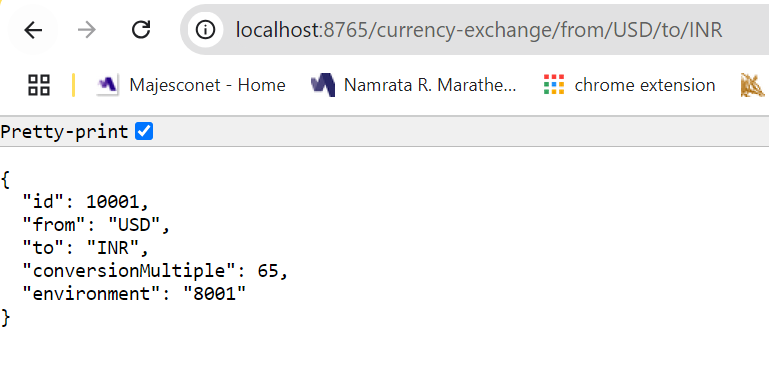 localhost:8765/currency-exchange/from/USD/to/INR
Majesconet - Home Namrata R. Marathe... chrome extension
Pretty-print
{
"id": 10001,
"from": "USD",
"to": "INR",
"conversionMultiple": 65,
"environment": "8001"
}